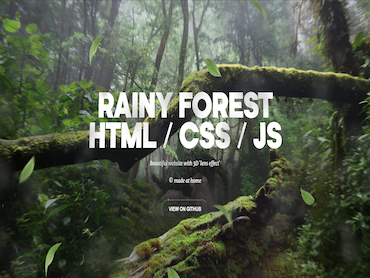 RAINY FOREST
HTML / CSS / JS
Beautiful website with 3D 'lens effect'
© made at home
VIEW ON GITHUB